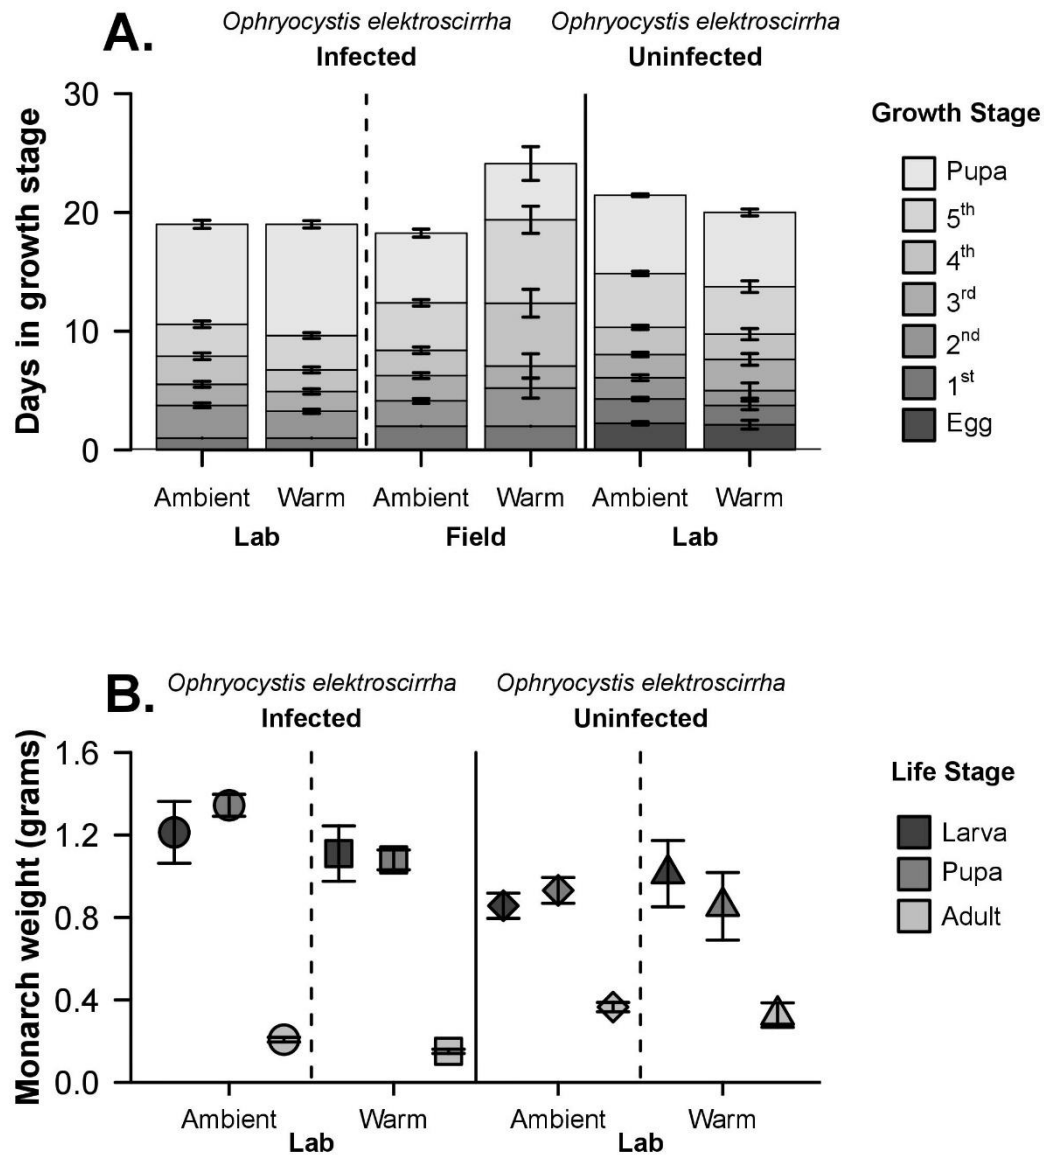 A.
Ophryocystis elektroscirrha Ophryocystis elektroscirrha
Infected Uninfected
30
20
10
0
Days in growth stage
Growth Stage
Pupa
5th
4th
3rd
2nd
1st
Egg
Ambient Warm Ambient Warm Ambient Warm
Lab Field Lab
B.
Ophryocystis elektroscirrha Ophryocystis elektroscirrha
Infected Uninfected
1.6
1.2
0.8
0.4
0.0
Monarch weight (grams)
Life Stage
Larva
Pupa
Adult
Ambient Warm Ambient Warm
Lab Lab